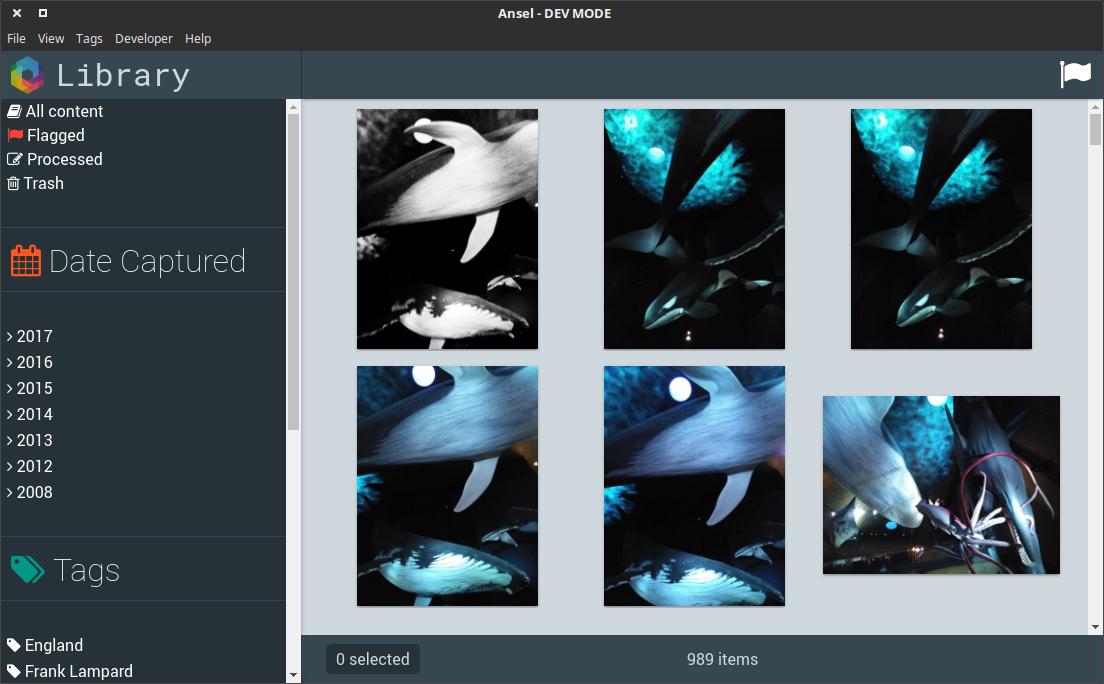 Ansel - DEV MODE
File View Tags Developer Help
Library
All content
Flagged
Processed
Trash
Date Captured
2017
2016
2015
2014
2013
2012
2008
Tags
England
Frank Lampard
0 selected
989 items